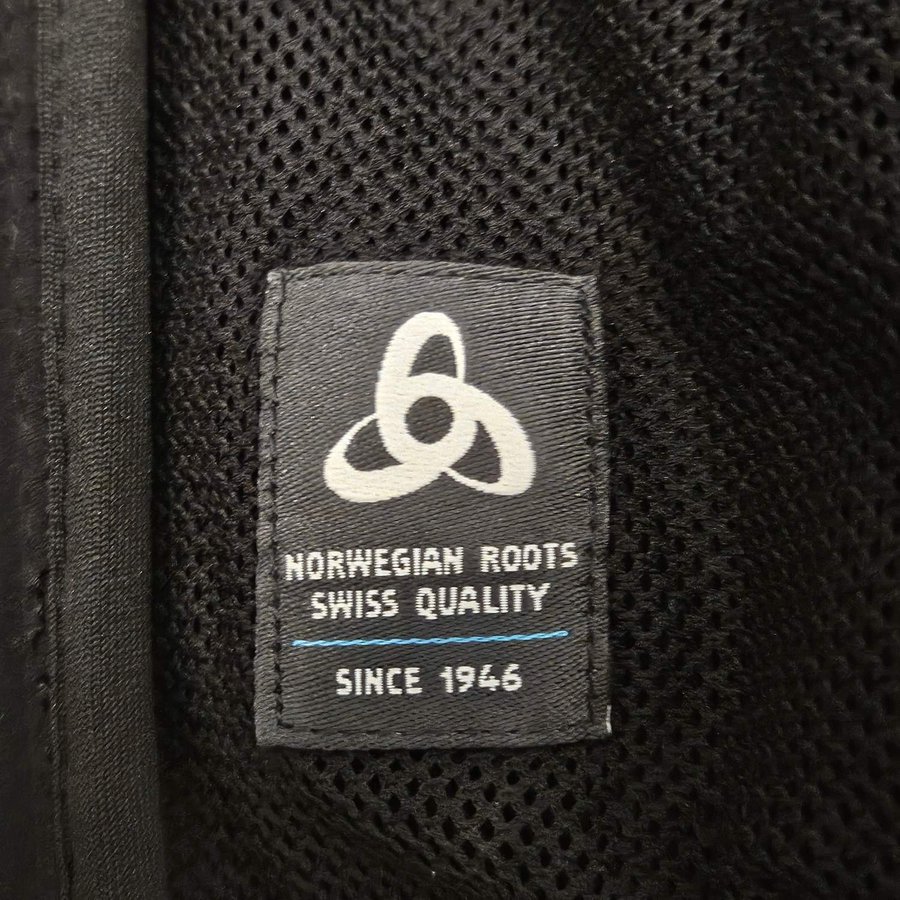 NORWEGIAN ROOTS
SWISS QUALITY
SINCE 1946